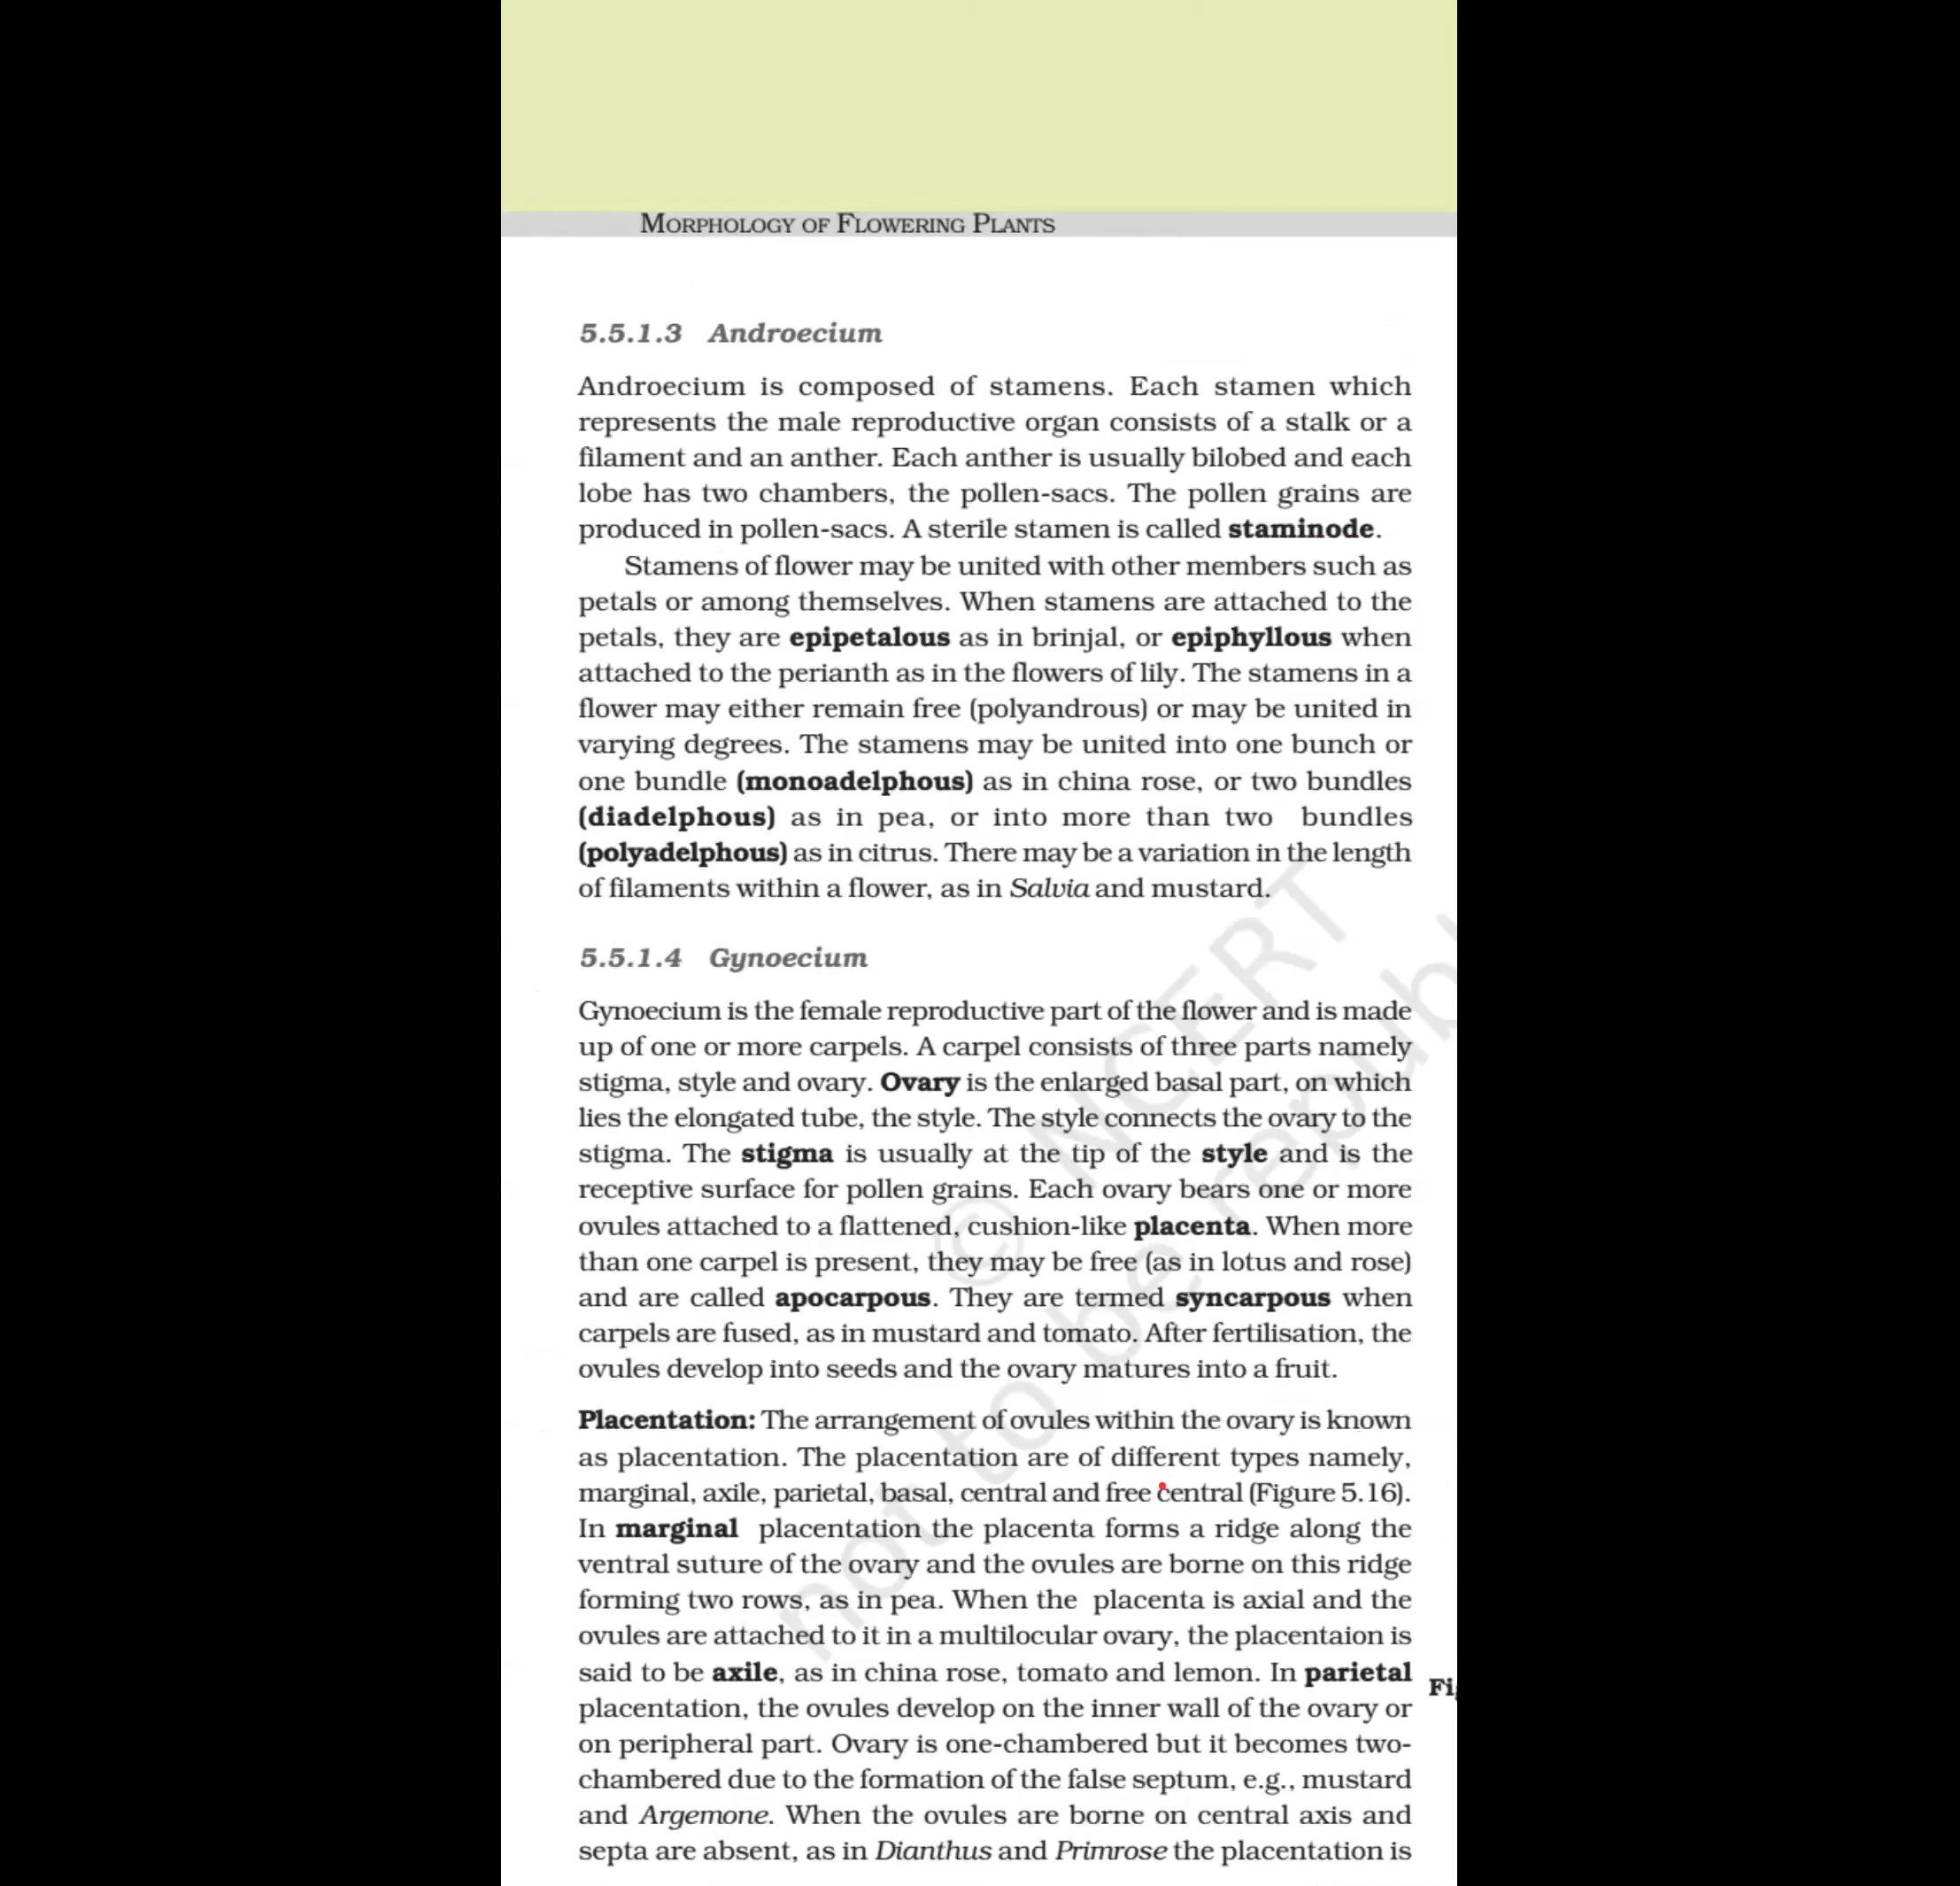 MORPHOLOGY OF FLOWERING PLANTS
5.5.1.3 Androecium
Androecium is composed of stamens. Each stamen which
represents the male reproductive organ consists of a stalk or a
filament and an anther. Each anther is usually bilobed and each
lobe has two chambers, the pollen-sacs. The pollen grains are
produced in pollen-sacs. A sterile stamen is called staminode.
Stamens of flower may be united with other members such as
petals or among themselves. When stamens are attached to the
petals, they are epipetalous as in brinjal, or epiphyllous when
attached to the perianth as in the flowers of lily. The stamens in a
flower may either remain free (polyandrous) or may be united in
varying degrees. The stamens may be united into one bunch or
one bundle (monoadelphous) as in china rose, or two bundles
(diadelphous) as in pea, or into more than two bundles
(polyadelphous) as in citrus. There may be a variation in the length
of filaments within a flower, as in Salvia and mustard.
5.5.1.4 Gynoecium
Gynoecium is the female reproductive part of the flower and is made
up of one or more carpels. A carpel consists of three parts namely
stigma, style and ovary. Ovary is the enlarged basal part, on which
lies the elongated tube, the style. The style connects the ovary to the
stigma. The stigma is usually at the tip of the style and is the
receptive surface for pollen grains. Each ovary bears one or more
ovules attached to a flattened, cushion-like placenta. When more
than one carpel is present, they may be free (as in lotus and rose)
and are called apocarpous. They are termed syncarpous when
carpels are fused, as in mustard and tomato. After fertilisation, the
ovules develop into seeds and the ovary matures into a fruit.
Placentation: The arrangement of ovules within the ovary is known
as placentation. The placentation are of different types namely,
marginal, axile, parietal, basal, central and free central (Figure 5.16).
In marginal placentation the placenta forms a ridge along the
ventral suture of the ovary and the ovules are borne on this ridge
forming two rows, as in pea. When the placenta is axial and the
ovules are attached to it in a multilocular ovary, the placentaion is
said to be axile, as in china rose, tomato and lemon. In parietal
placentation, the ovules develop on the inner wall of the ovary or
on peripheral part. Ovary is one-chambered but it becomes two-
chambered due to the formation of the false septum, e.g., mustard
and Argemone. When the ovules are borne on central axis and
septa are absent, as in Dianthus and Primrose the placentation is
© NCERT
not to be republ